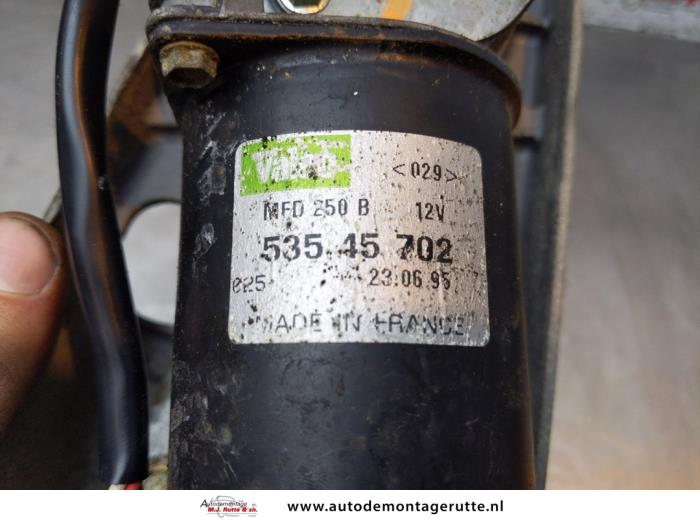 Valeo
<029>
MFD 250 B 12V
535 45 702
025 23.06.95
MADE IN FRANCE
Autodemontage
M.J. Rutte & zn.
www.autodemontagerutte.nl